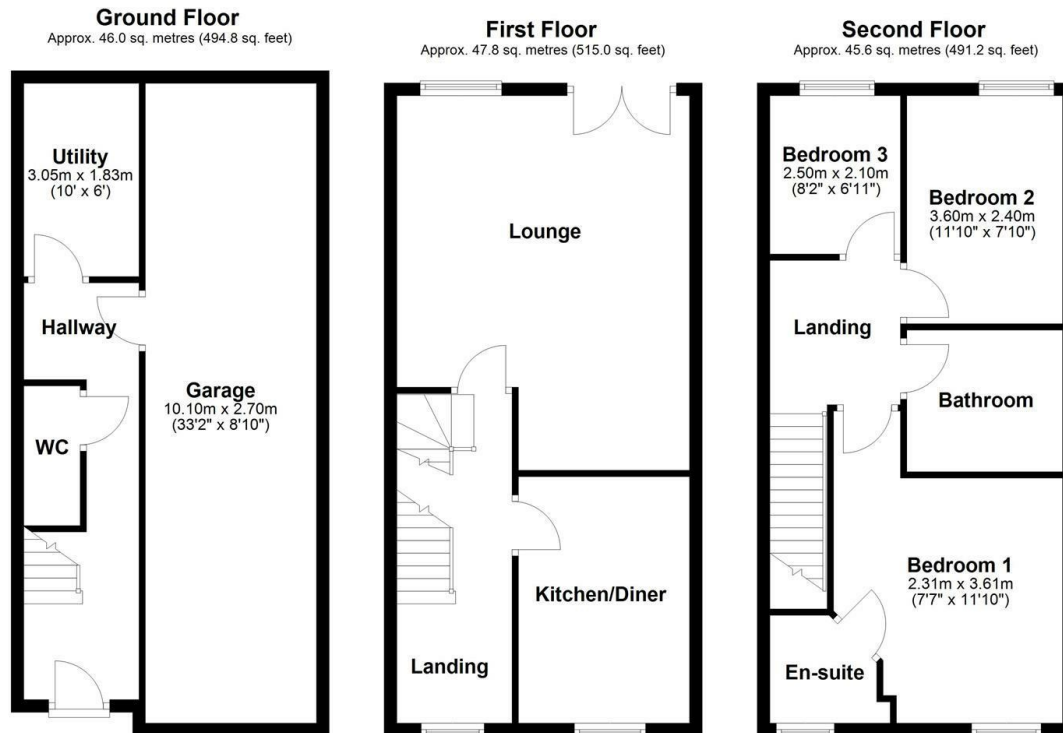 Ground Floor
Approx. 46.0 sq. metres (494.8 sq. feet)
Utility
3.05m x 1.83m
(10' x 6')
Hallway
WC
Garage
10.10m x 2.70m
(33'2" x 8'10")
First Floor
Approx. 47.8 sq. metres (515.0 sq. feet)
Lounge
Kitchen/Diner
Landing
Second Floor
Approx. 45.6 sq. metres (491.2 sq. feet)
Bedroom 3
2.50m x 2.10m
(8'2" x 6'11")
Bedroom 2
3.60m x 2.40m
(11'10" x 7'10")
Landing
Bathroom
Bedroom 1
2.31m x 3.61m
(7'7" x 11'10")
En-suite